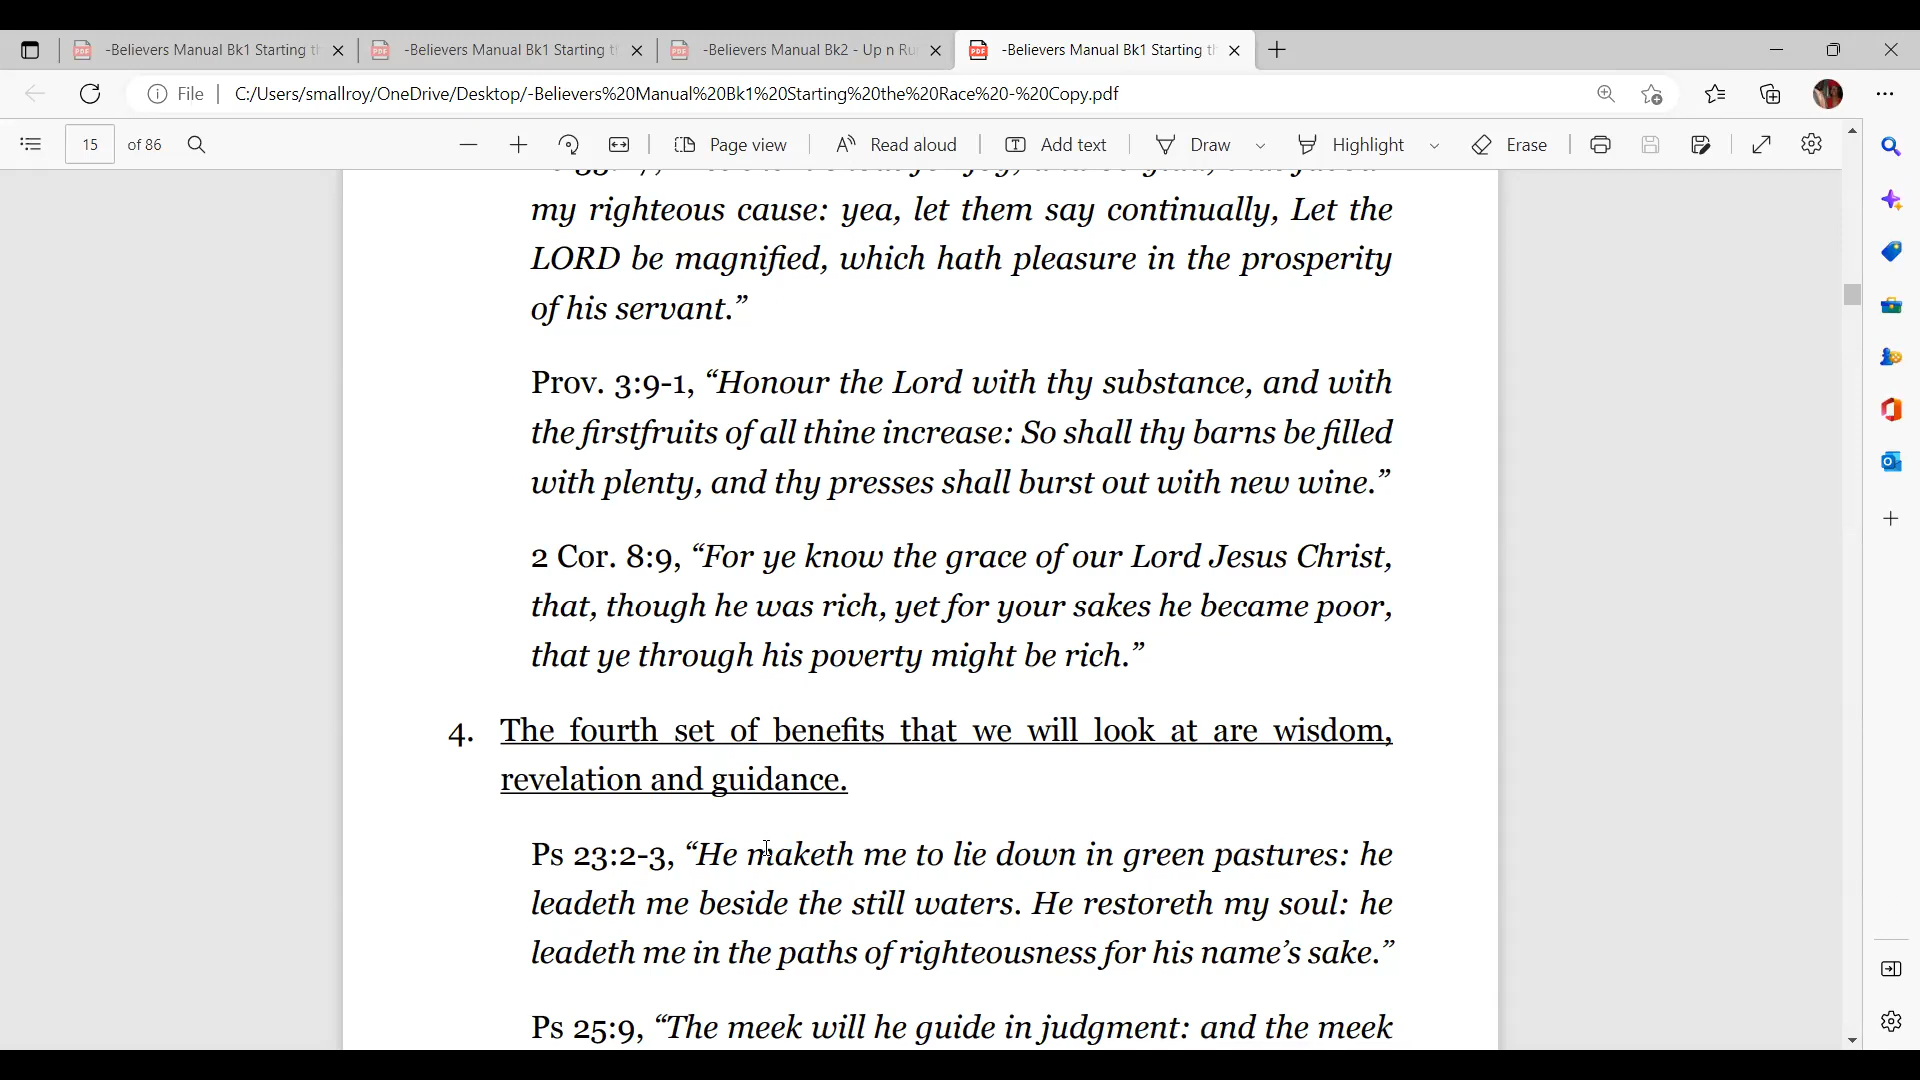 -Believers Manual Bk1 Starting th
-Believers Manual Bk1 Starting th
-Believers Manual Bk2 - Up n Ru
-Believers Manual Bk1 Starting th
File
C:/Users/smallroy/OneDrive/Desktop/-Believers%20Manual%20Bk1%20Starting%20the%20Race%20-%20Copy.pdf
15 of 86
Page view
Read aloud
Add text
Draw
Highlight
Erase
my righteous cause: yea, let them say continually, Let the
LORD be magnified, which hath pleasure in the prosperity
of his servant.”
Prov. 3:9-1, “Honour the Lord with thy substance, and with
the firstfruits of all thine increase: So shall thy barns be filled
with plenty, and thy presses shall burst out with new wine.”
2 Cor. 8:9, “For ye know the grace of our Lord Jesus Christ,
that, though he was rich, yet for your sakes he became poor,
that ye through his poverty might be rich.”
4. The fourth set of benefits that we will look at are wisdom,
revelation and guidance.
Ps 23:2-3, “He maketh me to lie down in green pastures: he
leadeth me beside the still waters. He restoreth my soul: he
leadeth me in the paths of righteousness for his name’s sake.”
Ps 25:9, “The meek will he guide in judgment: and the meek